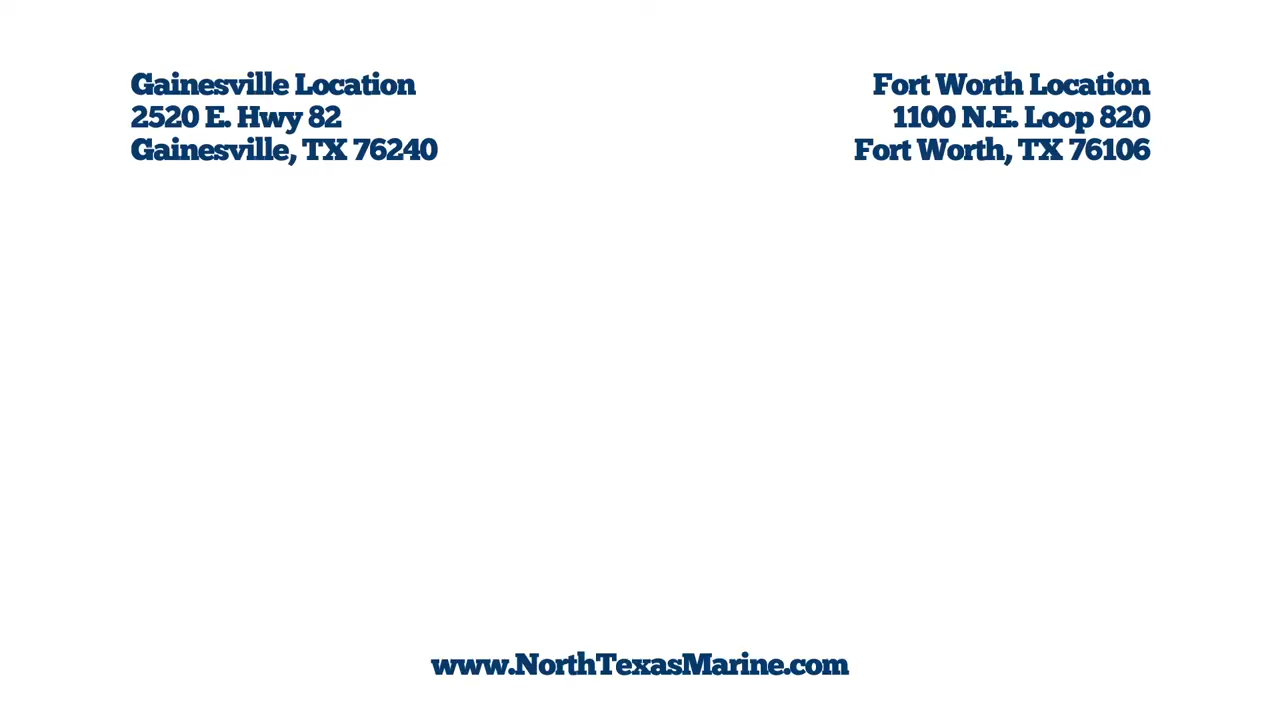 Gainesville Location
2520 E. Hwy 82
Gainesville, TX 76240
Fort Worth Location
1100 N.E. Loop 820
Fort Worth, TX 76106
www.NorthTexasMarine.com